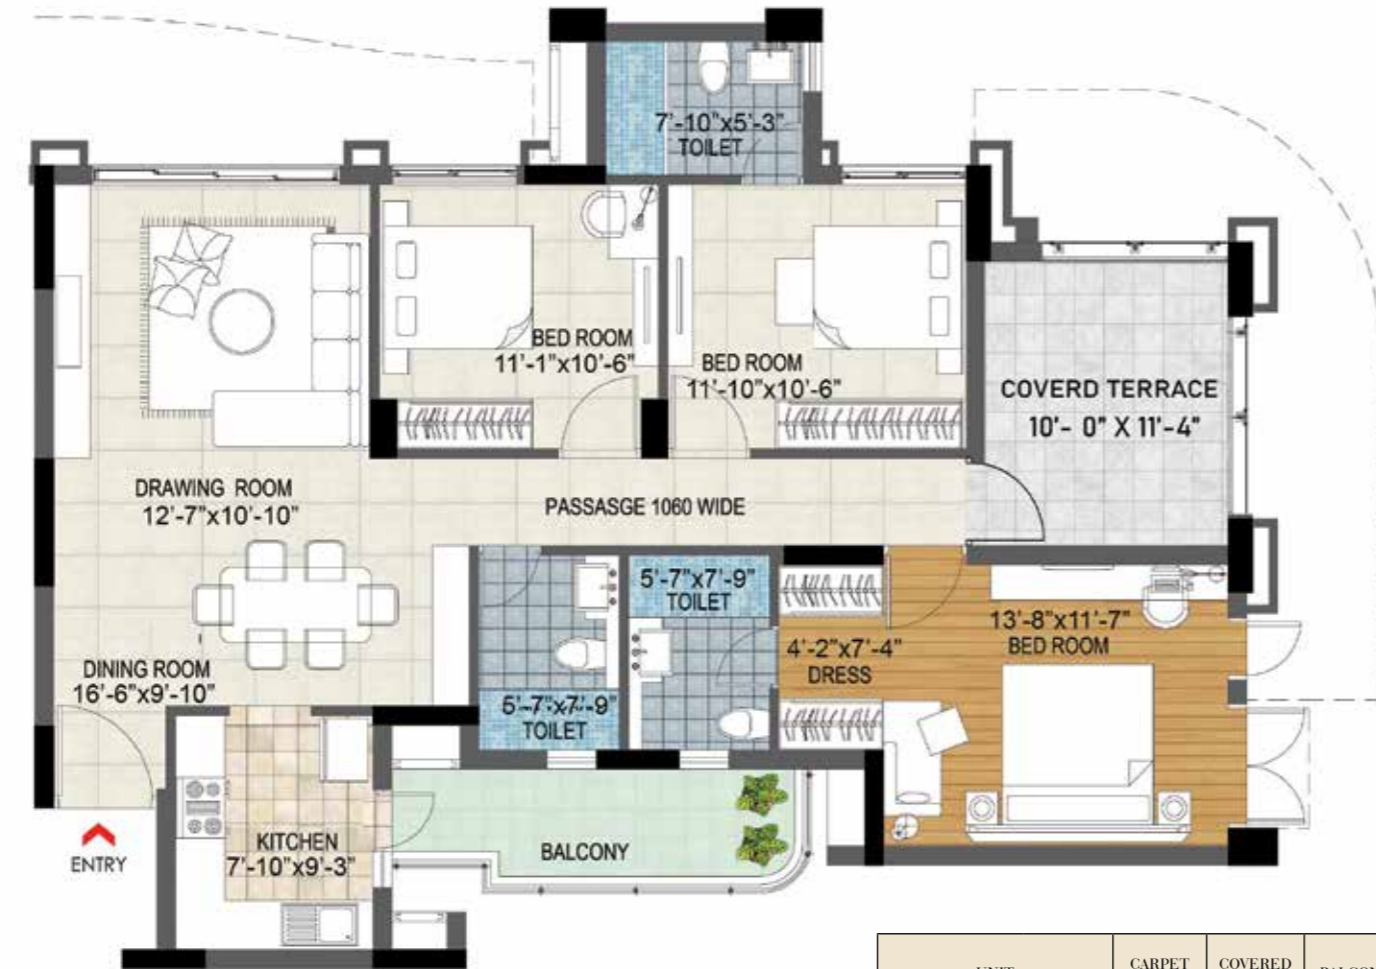 7'-10"x5'-3"
TOILET
BED ROOM
11'-1"x10'-6"
BED ROOM
11'-10"x10'-6"
COVERD TERRACE
10'- 0" X 11'-4"
DRAWING ROOM
12'-7"x10'-10"
PASSASGE 1060 WIDE
5'-7"x7'-9"
TOILET
13'-8"x11'-7"
BED ROOM
4'-2"x7'-4"
DRESS
DINING ROOM
16'-6"x9'-10"
5'-7"x7'-9"
TOILET
KITCHEN
7'-10"x9'-3"
BALCONY
ENTRY
CARPET
COVERED